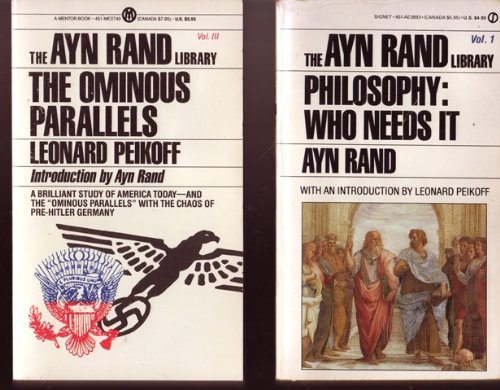 A MENTOR BOOK • 451-ME2740 • (CANADA $7.95) • U.S. $5.95
Vol. III
THE AYN RAND LIBRARY
THE OMINOUS
PARALLELS
LEONARD PEIKOFF
Introduction by Ayn Rand
A BRILLIANT STUDY OF AMERICA TODAY—AND
THE "OMINOUS PARALLELS" WITH THE CHAOS OF
PRE-HITLER GERMANY
SIGNET • 451-AE3892 • (CANADA $5.95) • U.S. $4.95
Vol. 1
THE AYN RAND LIBRARY
PHILOSOPHY:
WHO NEEDS IT
AYN RAND
WITH AN INTRODUCTION BY LEONARD PEIKOFF